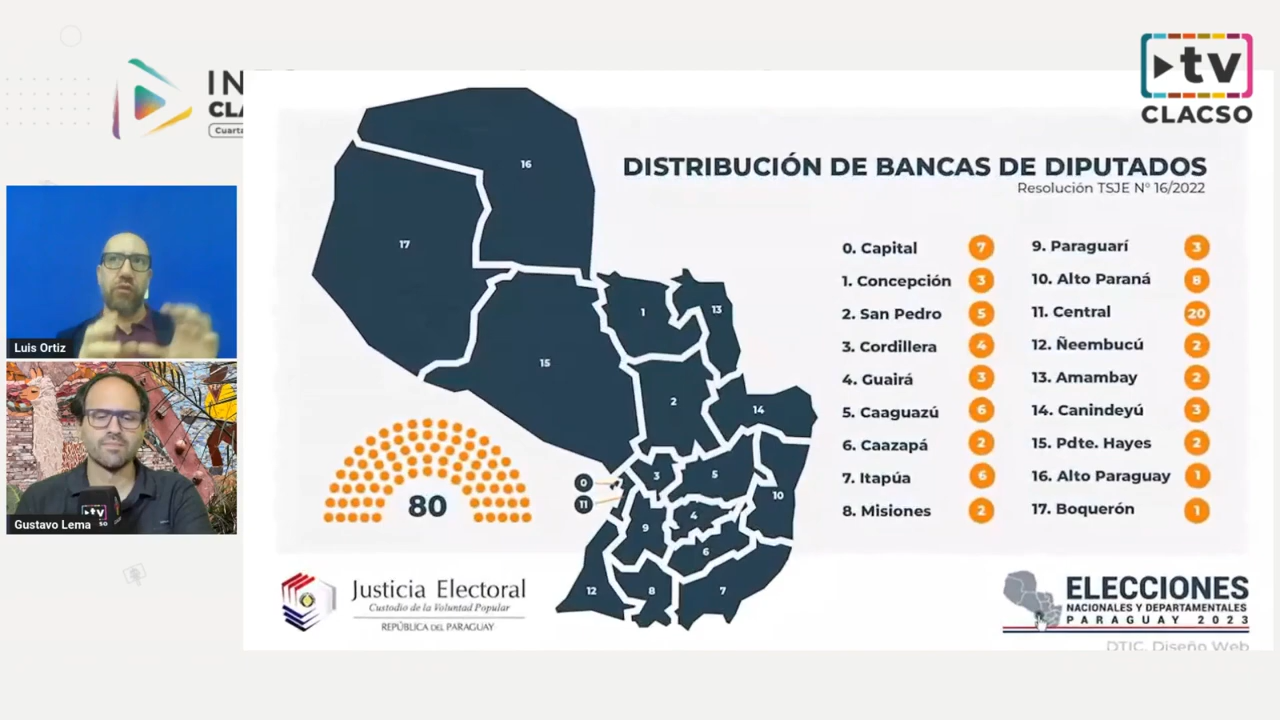 CLA
Cuarta
tv
CLACSO
Luis Ortiz
tv
Gustavo Lema
DISTRIBUCIÓN DE BANCAS DE DIPUTADOS
Resolución TSJE N° 16/2022
0. Capital 7
1. Concepción 3
2. San Pedro 5
3. Cordillera 4
4. Guairá 3
5. Caaguazú 6
6. Caazapá 2
7. Itapúa 6
8. Misiones 2
9. Paraguarí 3
10. Alto Paraná 8
11. Central 20
12. Ñeembucú 2
13. Amambay 2
14. Canindeyú 3
15. Pdte. Hayes 2
16. Alto Paraguay 1
17. Boquerón 1
16
17
1
13
15
2
14
0
3
5
11
10
4
9
6
12
8
7
80
Justicia Electoral
Custodio de la Voluntad Popular
REPÚBLICA DEL PARAGUAY
ELECCIONES
NACIONALES Y DEPARTAMENTALES
PARAGUAY 2023
DTIC. Diseño Web